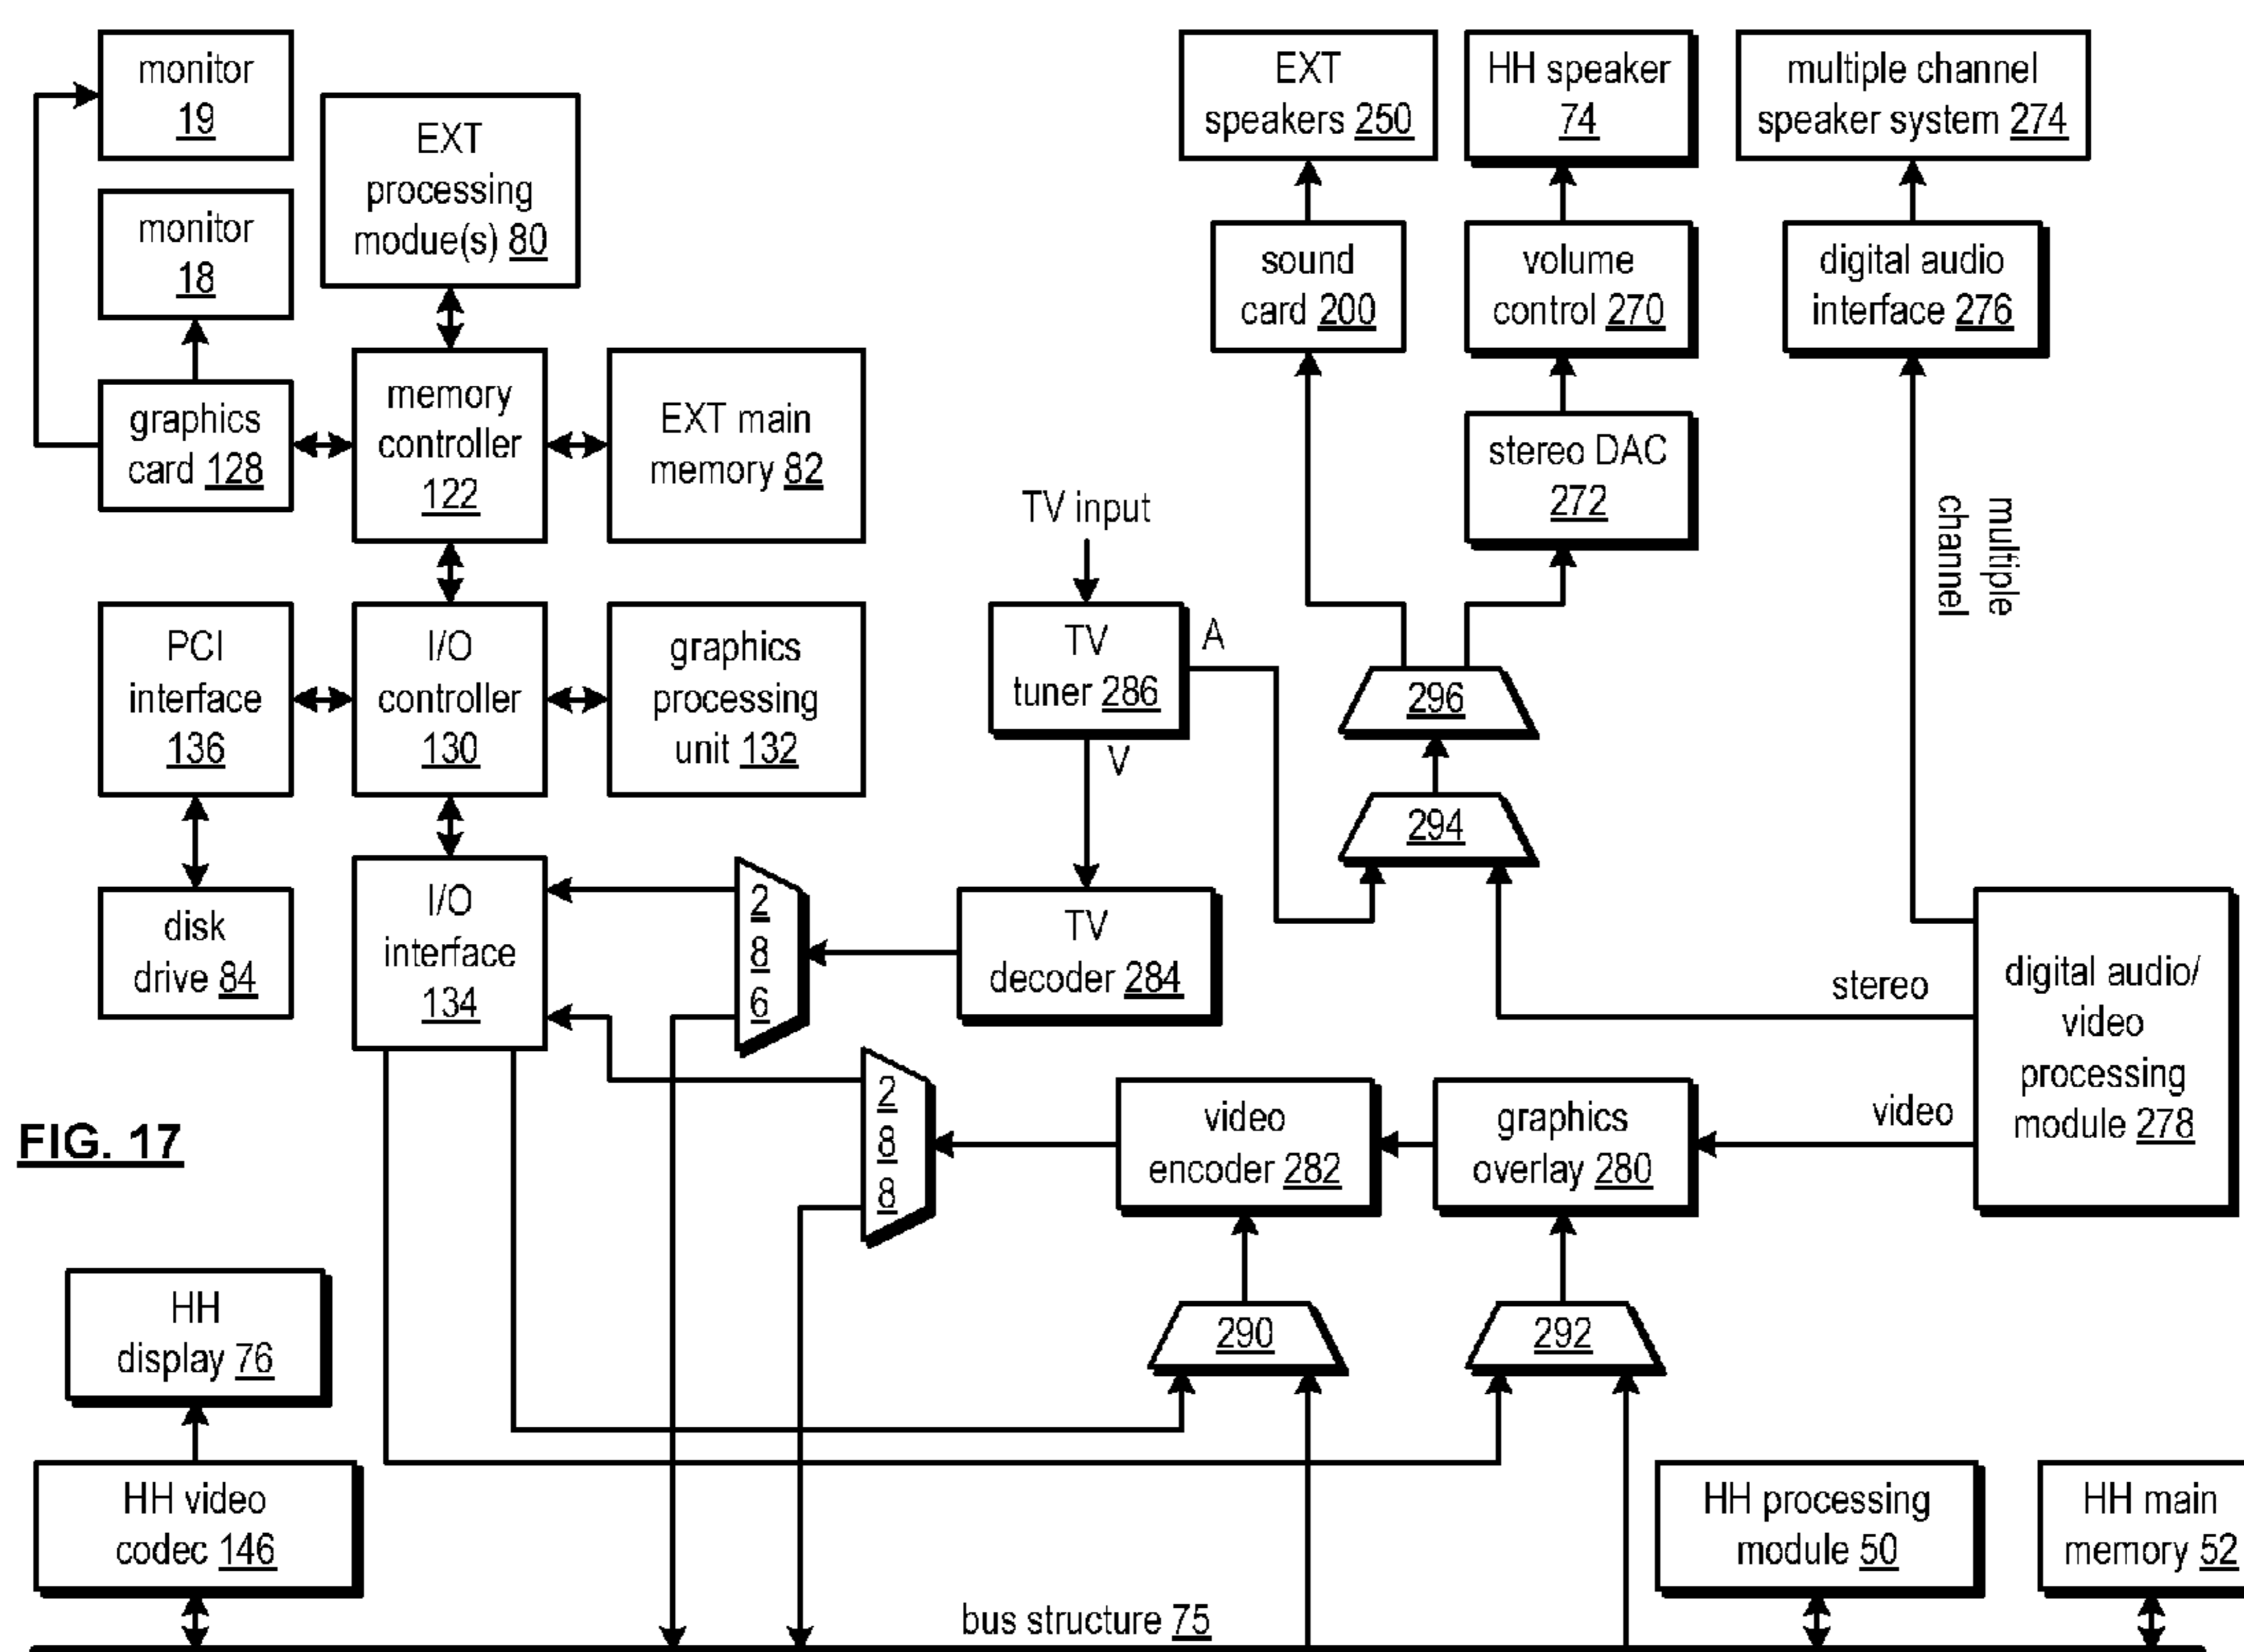 monitor
19
EXT
processing
modue(s) 80
monitor
18
graphics
card 128
memory
controller
122
EXT main
memory 82
PCI
interface
136
I/O
controller
130
graphics
processing
unit 132
disk
drive 84
I/O
interface
134
EXT
speakers 250
HH speaker
74
multiple channel
speaker system 274
sound
card 200
volume
control 270
digital audio
interface 276
stereo DAC
272
multiple
channel
TV input
TV
tuner 286
A
V
296
294
2
8
6
TV
decoder 284
stereo
digital audio/
video
processing
module 278
2
8
8
video
encoder 282
graphics
overlay 280
video
FIG. 17
290
292
HH
display 76
HH video
codec 146
HH processing
module 50
HH main
memory 52
bus structure 75